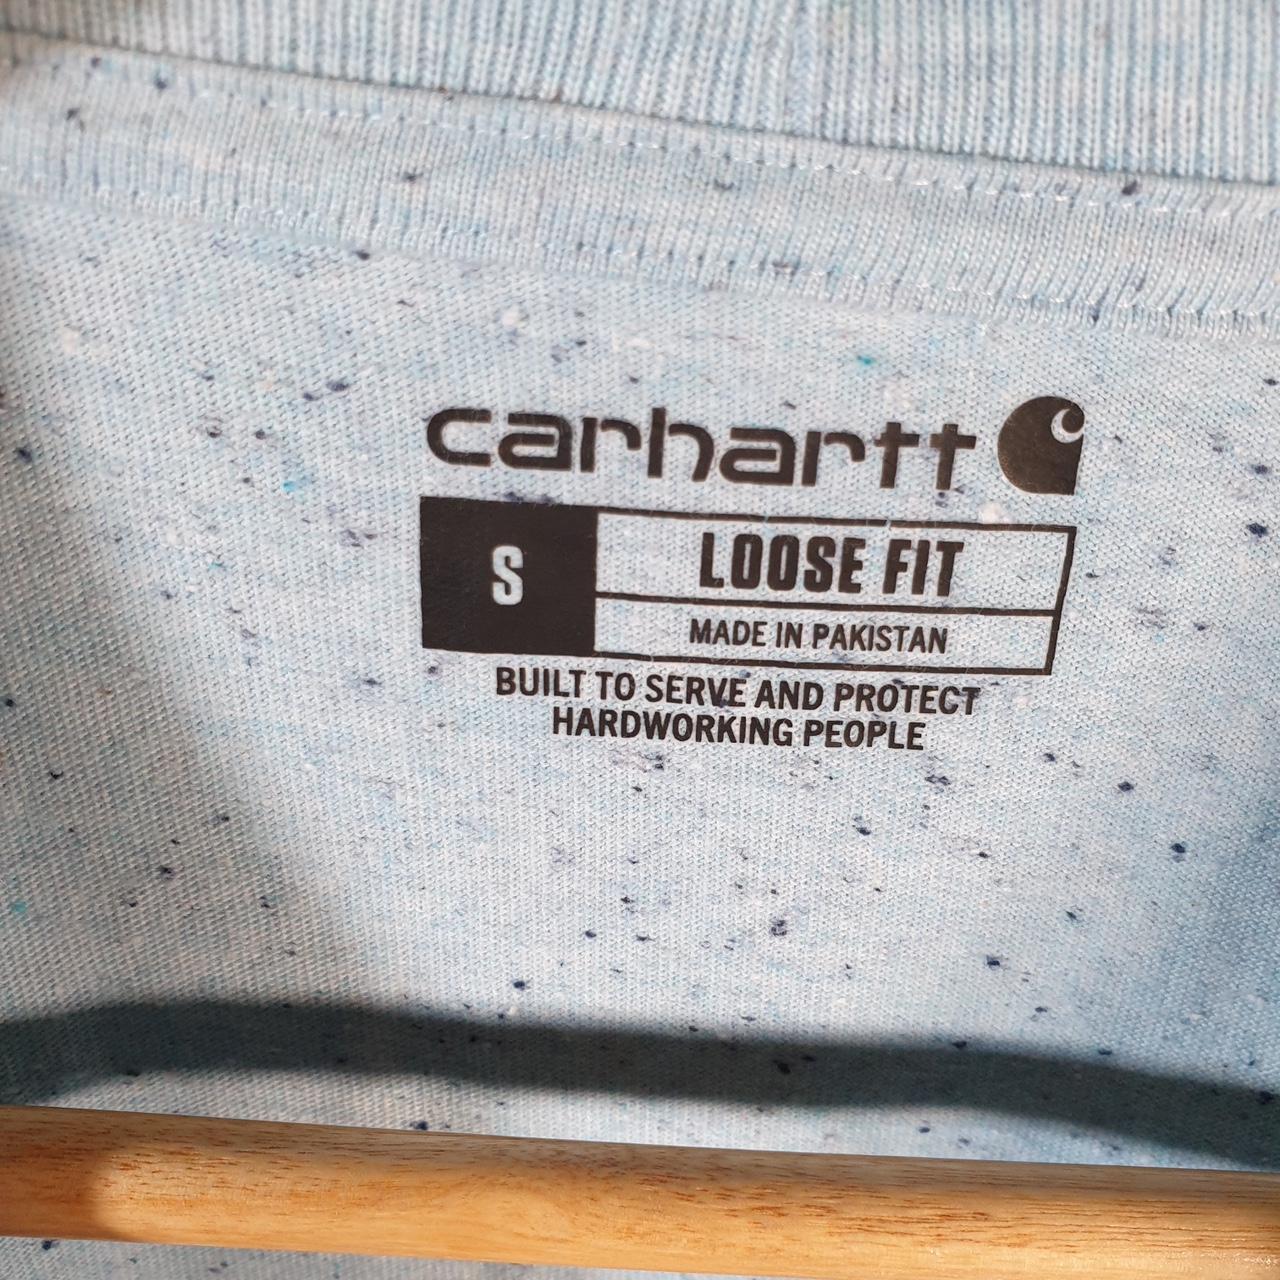 carhartt
S
LOOSE FIT
MADE IN PAKISTAN
BUILT TO SERVE AND PROTECT
HARDWORKING PEOPLE